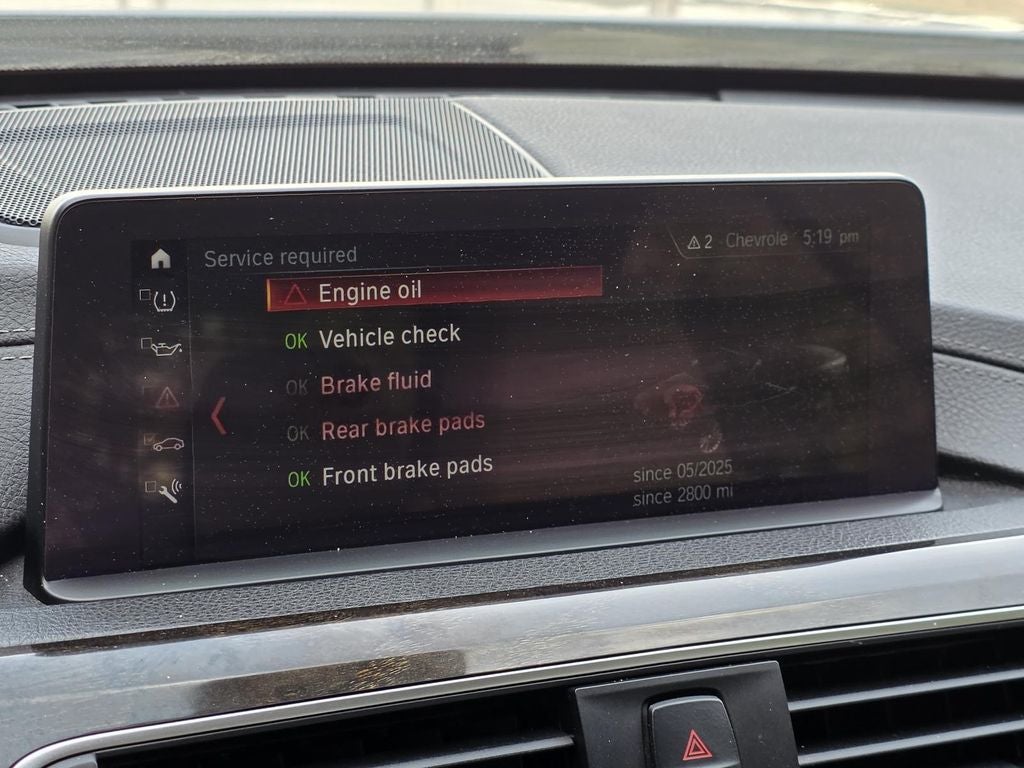 Service required
2 Chevrole 5:19 pm
Engine oil
OK Vehicle check
OK Brake fluid
OK Rear brake pads
OK Front brake pads
since 05/2025
since 2800 mi